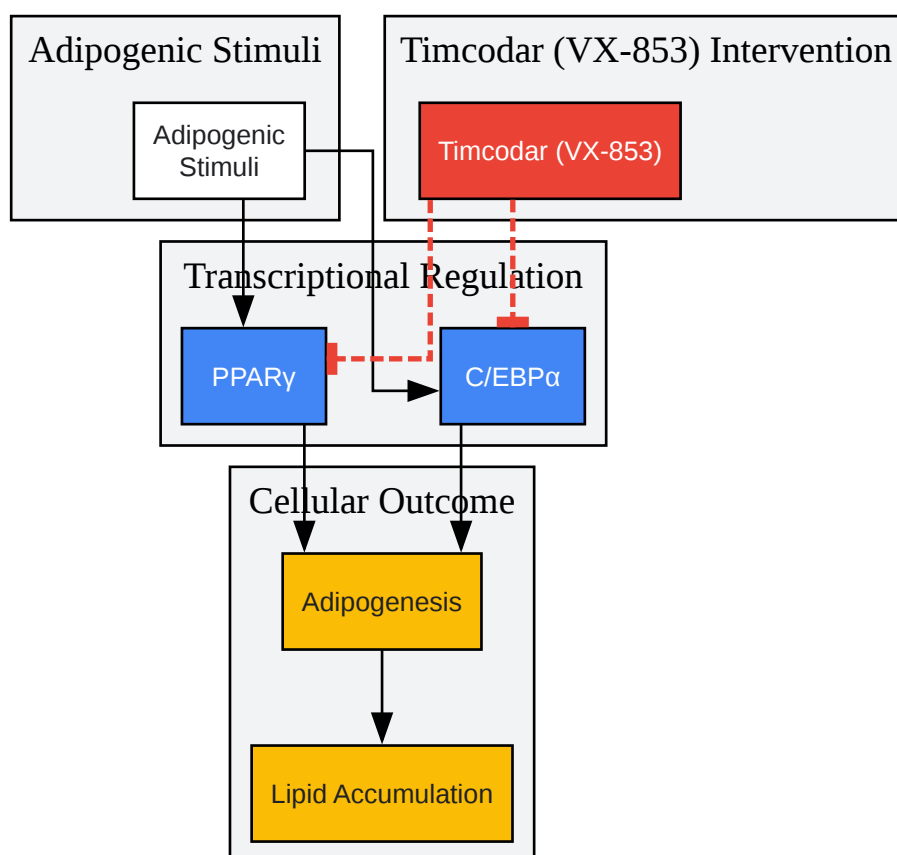 Adipogenic Stimuli
Timcodar (VX-853) Intervention
Adipogenic
Stimuli
Timcodar (VX-853)
Transcriptional Regulation
PPARγ
C/EBPα
Cellular Outcome
Adipogenesis
Lipid Accumulation